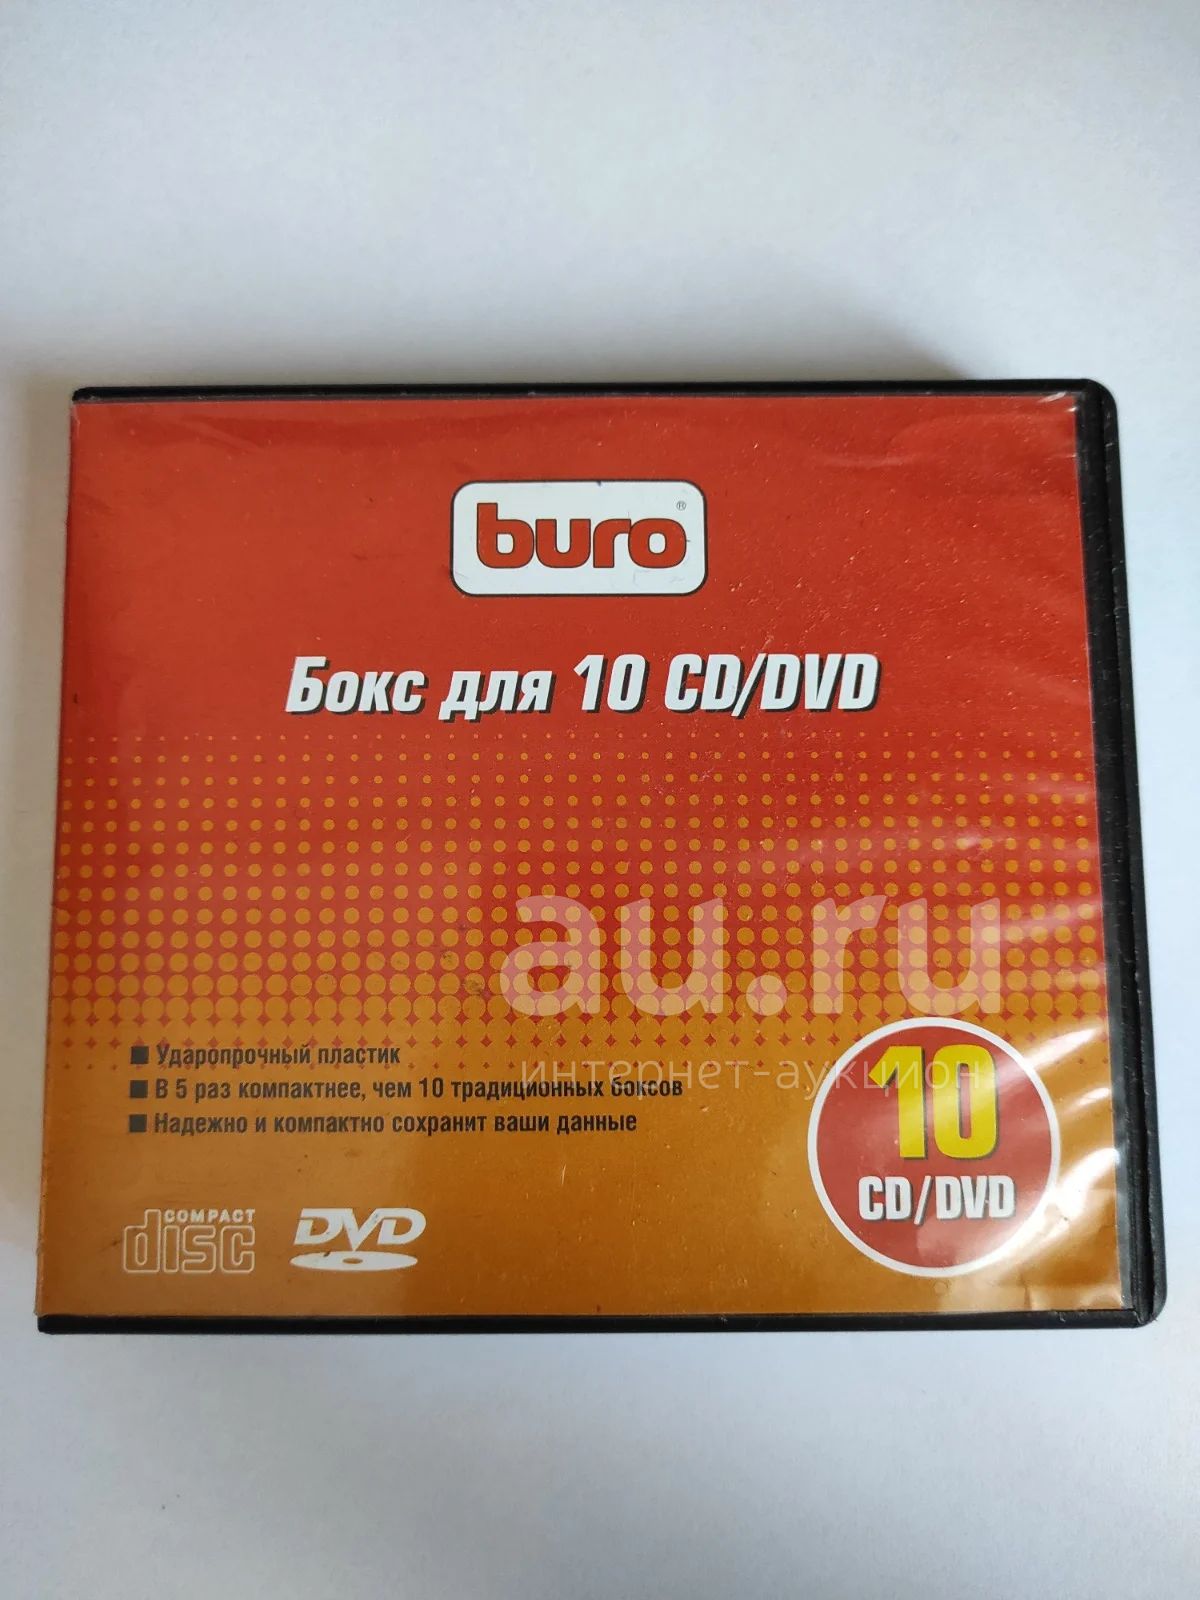 buro®
Бокс для 10 CD/DVD
au.ru
интернет-аукцион
■ Ударопрочный пластик
■ В 5 раз компактнее, чем 10 традиционных боксов
■ Надежно и компактно сохранит ваши данные
10
CD/DVD
COMPACT
disc
DVD